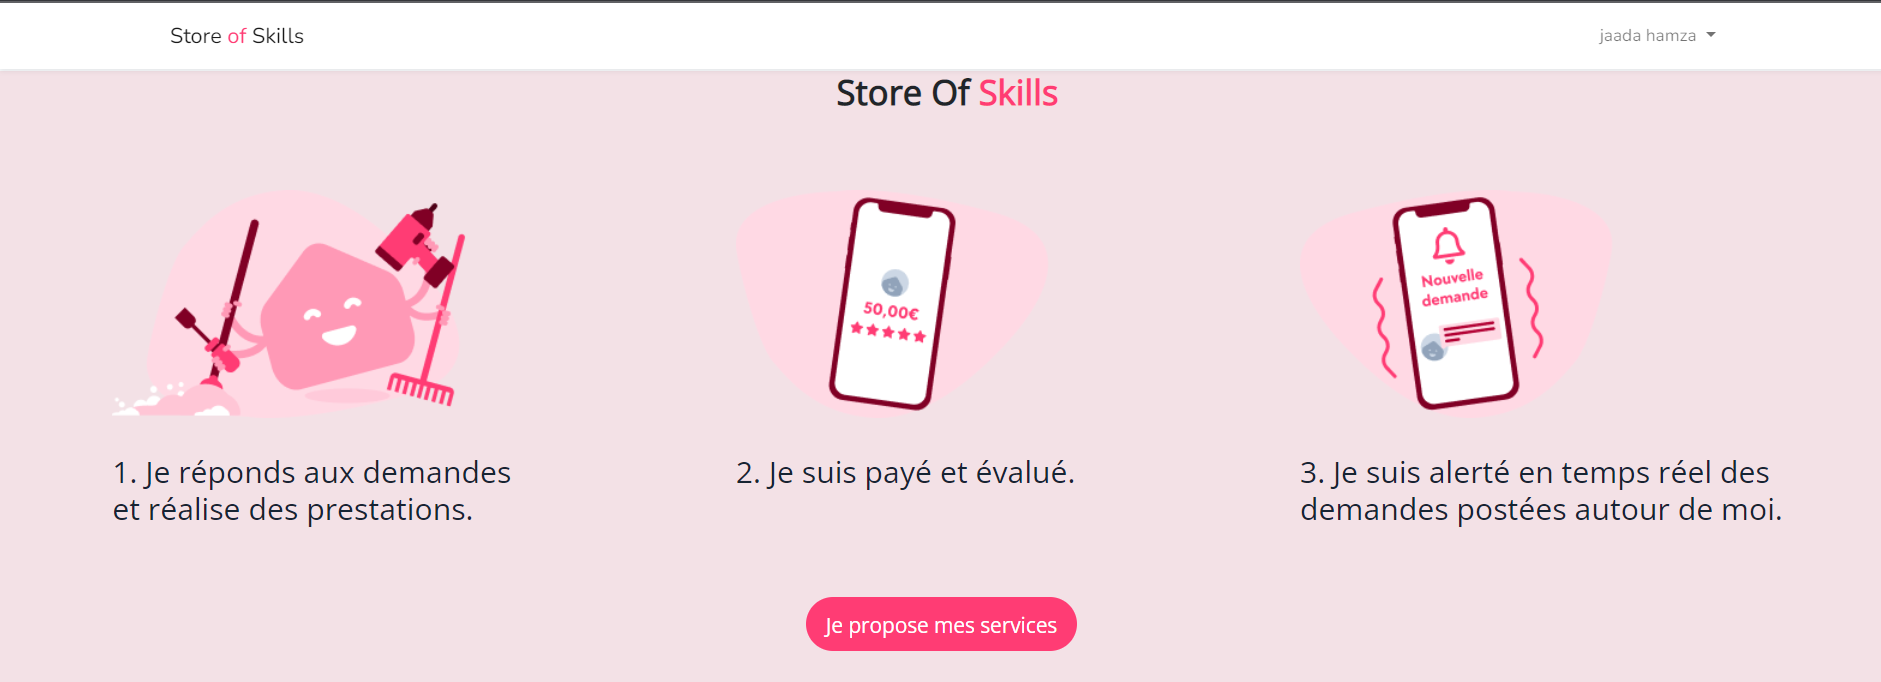 Store of Skills
jaada hamza
Store Of Skills
50,00€
Nouvelle
demande
1. Je réponds aux demandes
et réalise des prestations.
2. Je suis payé et évalué.
3. Je suis alerté en temps réel des
demandes postées autour de moi.
Je propose mes services